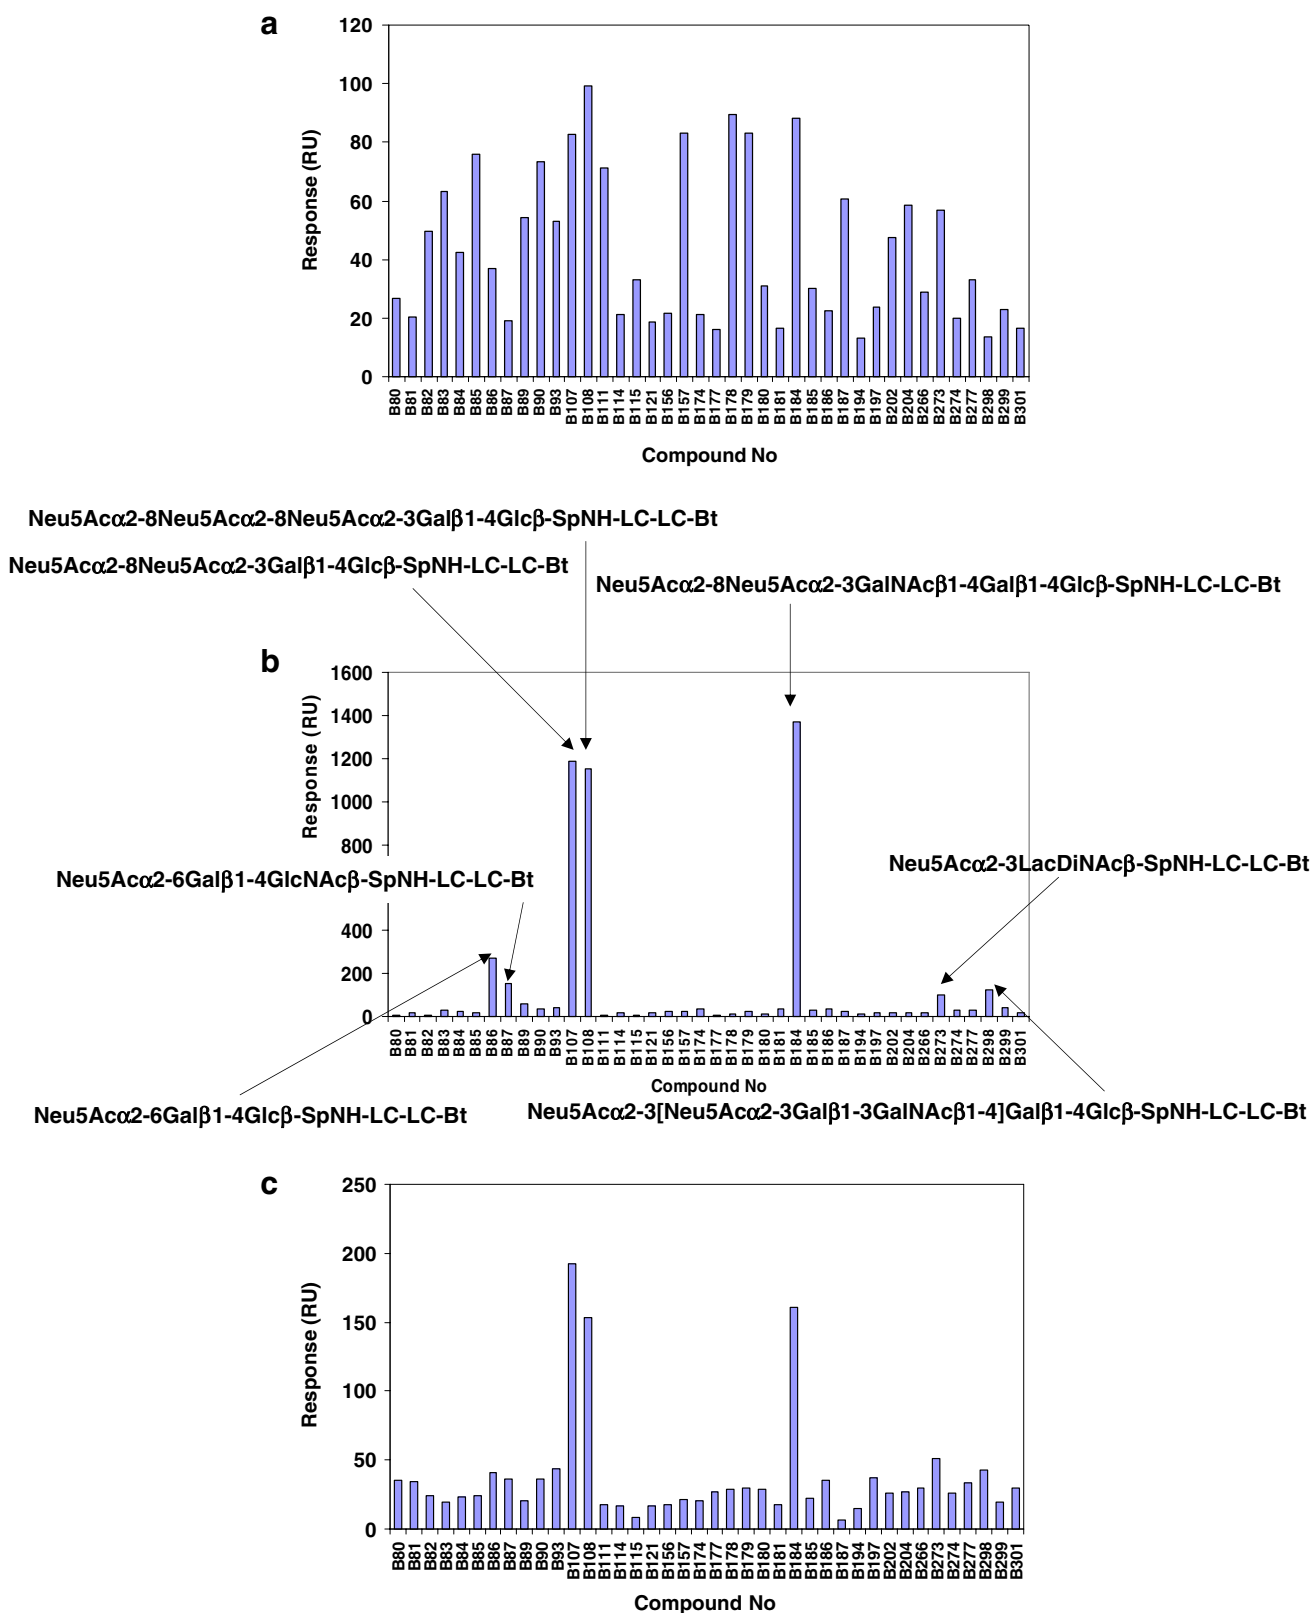 a
120
100
80
60
40
20
0
Response (RU)
B80 B81 B82 B83 B84 B85 B86 B87 B89 B90 B93 B107 B108 B111 B114 B115 B121 B156 B157 B174 B177 B178 B179 B180 B181 B184 B185 B186 B187 B194 B197 B202 B204 B266 B273 B274 B277 B298 B299 B301
Compound No
Neu5Acα2-8Neu5Acα2-8Neu5Acα2-3Galβ1-4Glcβ-SpNH-LC-LC-Bt
Neu5Acα2-8Neu5Acα2-3Galβ1-4Glcβ-SpNH-LC-LC-Bt
Neu5Acα2-8Neu5Acα2-3GalNAcβ1-4Galβ1-4Glcβ-SpNH-LC-LC-Bt
b
1600
1400
1200
1000
800
400
200
0
Response (RU)
Neu5Acα2-3LacDiNAcβ-SpNH-LC-LC-Bt
Neu5Acα2-6Galβ1-4GlcNAcβ-SpNH-LC-LC-Bt
B80 B81 B82 B83 B84 B85 B86 B87 B89 B90 B93 B107 B108 B111 B114 B115 B121 B156 B157 B174 B177 B178 B179 B180 B181 B184 B185 B186 B187 B194 B197 B202 B204 B266 B273 B274 B277 B298 B299 B301
Compound No
Neu5Acα2-6Galβ1-4Glcβ-SpNH-LC-LC-Bt
Neu5Acα2-3[Neu5Acα2-3Galβ1-3GalNAcβ1-4]Galβ1-4Glcβ-SpNH-LC-LC-Bt
c
250
200
150
100
50
0
Response (RU)
B80 B81 B82 B83 B84 B85 B86 B87 B89 B90 B93 B107 B108 B111 B114 B115 B121 B156 B157 B174 B177 B178 B179 B180 B181 B184 B185 B186 B187 B194 B197 B202 B204 B266 B273 B274 B277 B298 B299 B301
Compound No